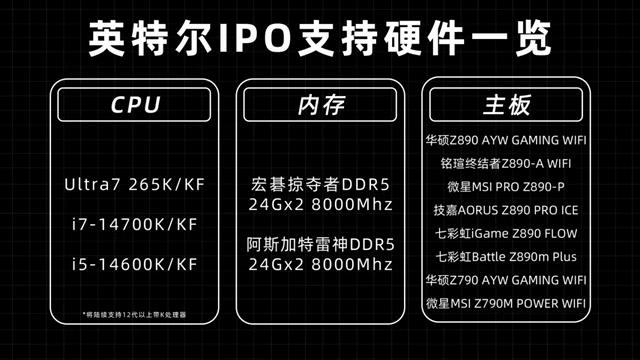 英特尔IPO支持硬件一览
CPU
Ultra7 265K/KF
i7-14700K/KF
i5-14600K/KF
*将陆续支持12代以上带K处理器
内存
宏碁掠夺者DDR5
24Gx2 8000Mhz
阿斯加特雷神DDR5
24Gx2 8000Mhz
主板
华硕Z890 AYW GAMING WIFI
铭瑄终结者Z890-A WIFI
微星MSI PRO Z890-P
技嘉AORUS Z890 PRO ICE
七彩虹iGame Z890 FLOW
七彩虹Battle Z890m Plus
华硕Z790 AYW GAMING WIFI
微星MSI Z790M POWER WIFI